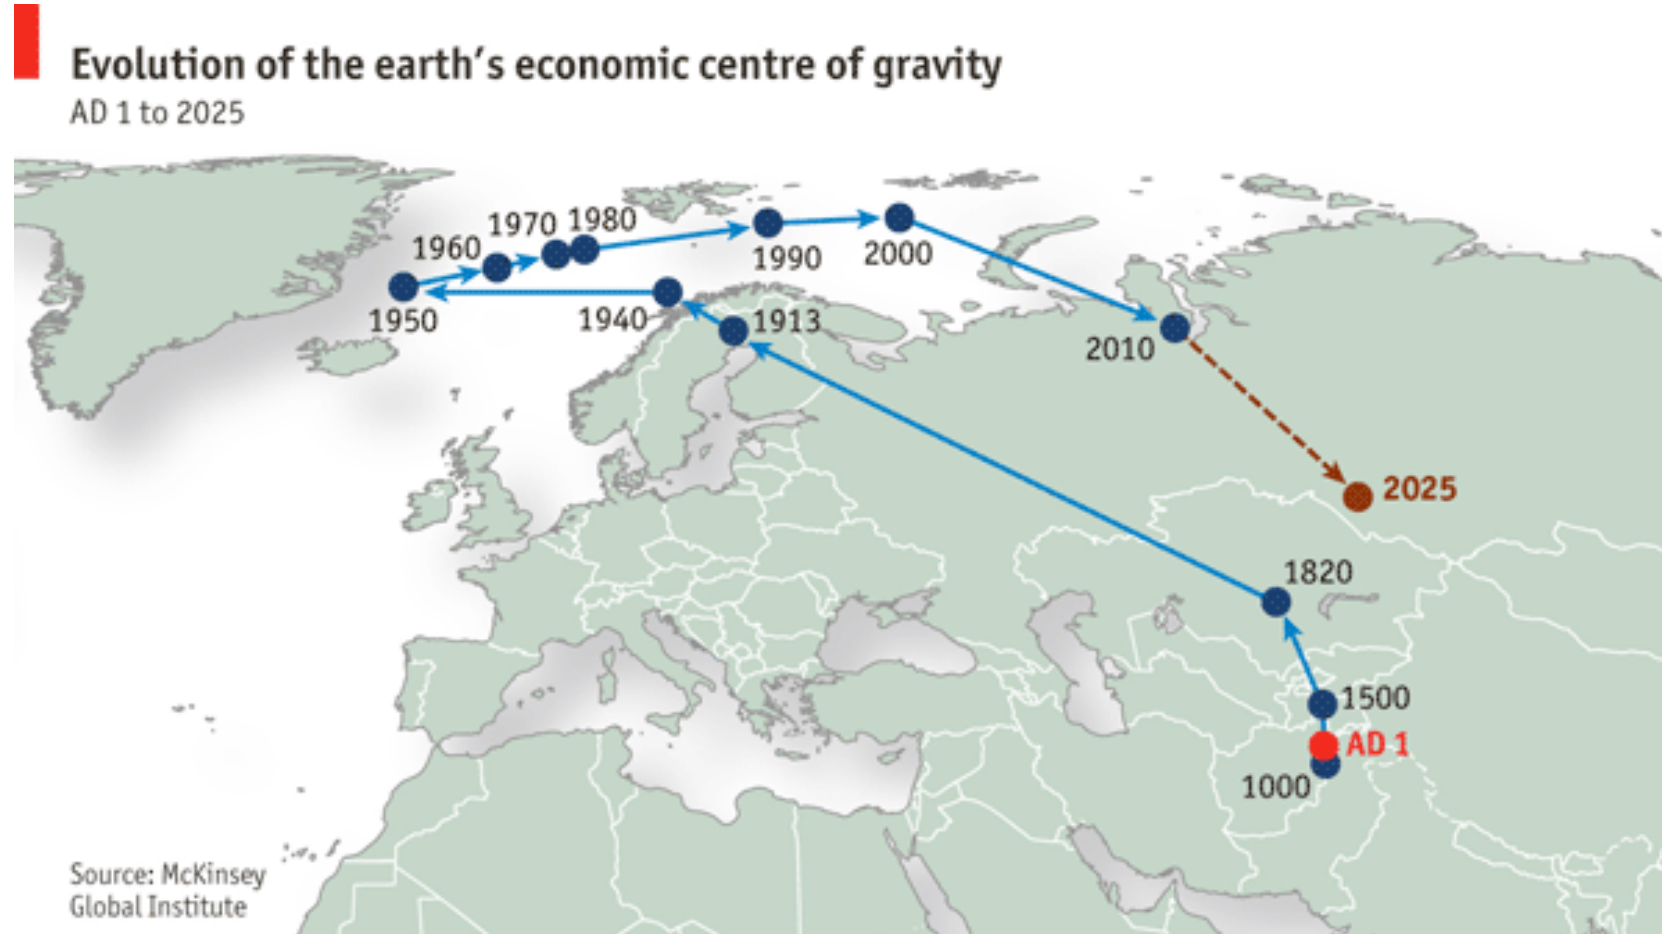 Evolution of the earth's economic centre of gravity
AD 1 to 2025
1970 1980
1960
1990
2000
1950
1940
1913
2010
2025
1820
1500
AD 1
1000
Source: McKinsey
Global Institute